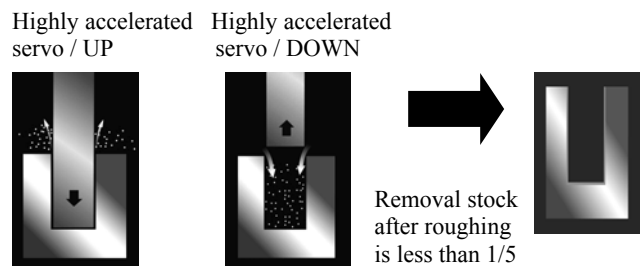 Highly accelerated
servo / UP
Highly accelerated
servo / DOWN
Removal stock
after roughing
is less than 1/5